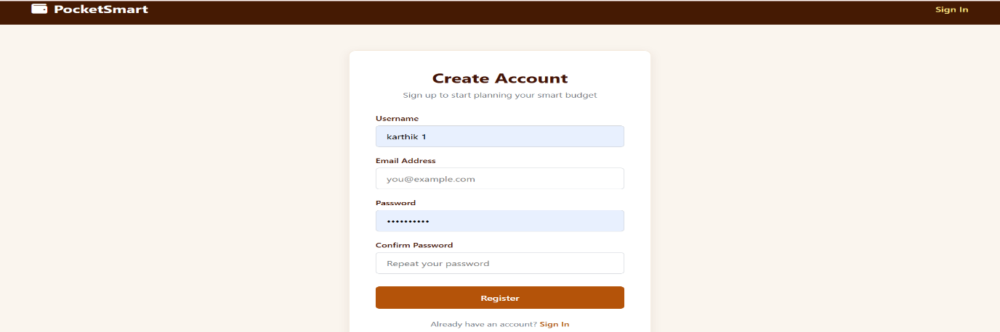 PocketSmart
Sign In
Create Account
Sign up to start planning your smart budget
Username
karthik 1
Email Address
you@example.com
Password
••••••••••
Confirm Password
Repeat your password
Register
Already have an account? Sign In